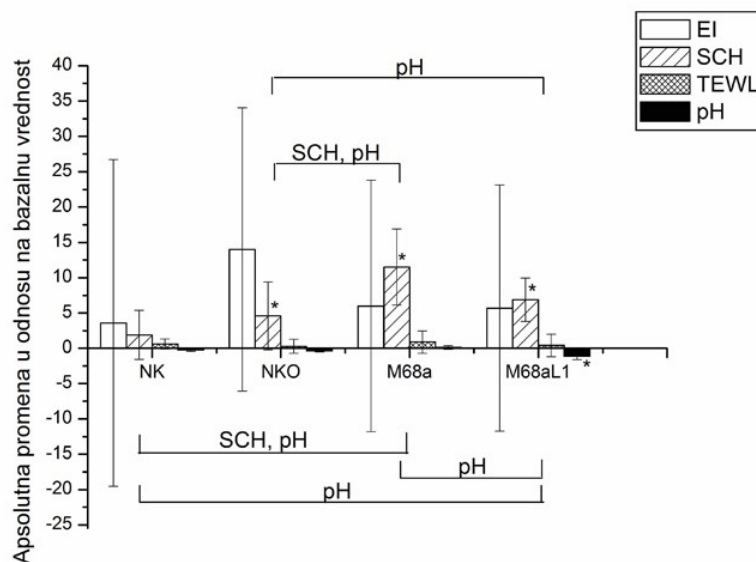 EI
SCH
TEWL
pH
Apsolutna promena u odnosu na bazalnu vrednost
40
35
30
25
20
15
10
5
0
-5
-10
-15
-20
-25
pH
SCH, pH
*
*
*
*
NK
NKO
M68a
M68aL1
SCH, pH
pH
pH